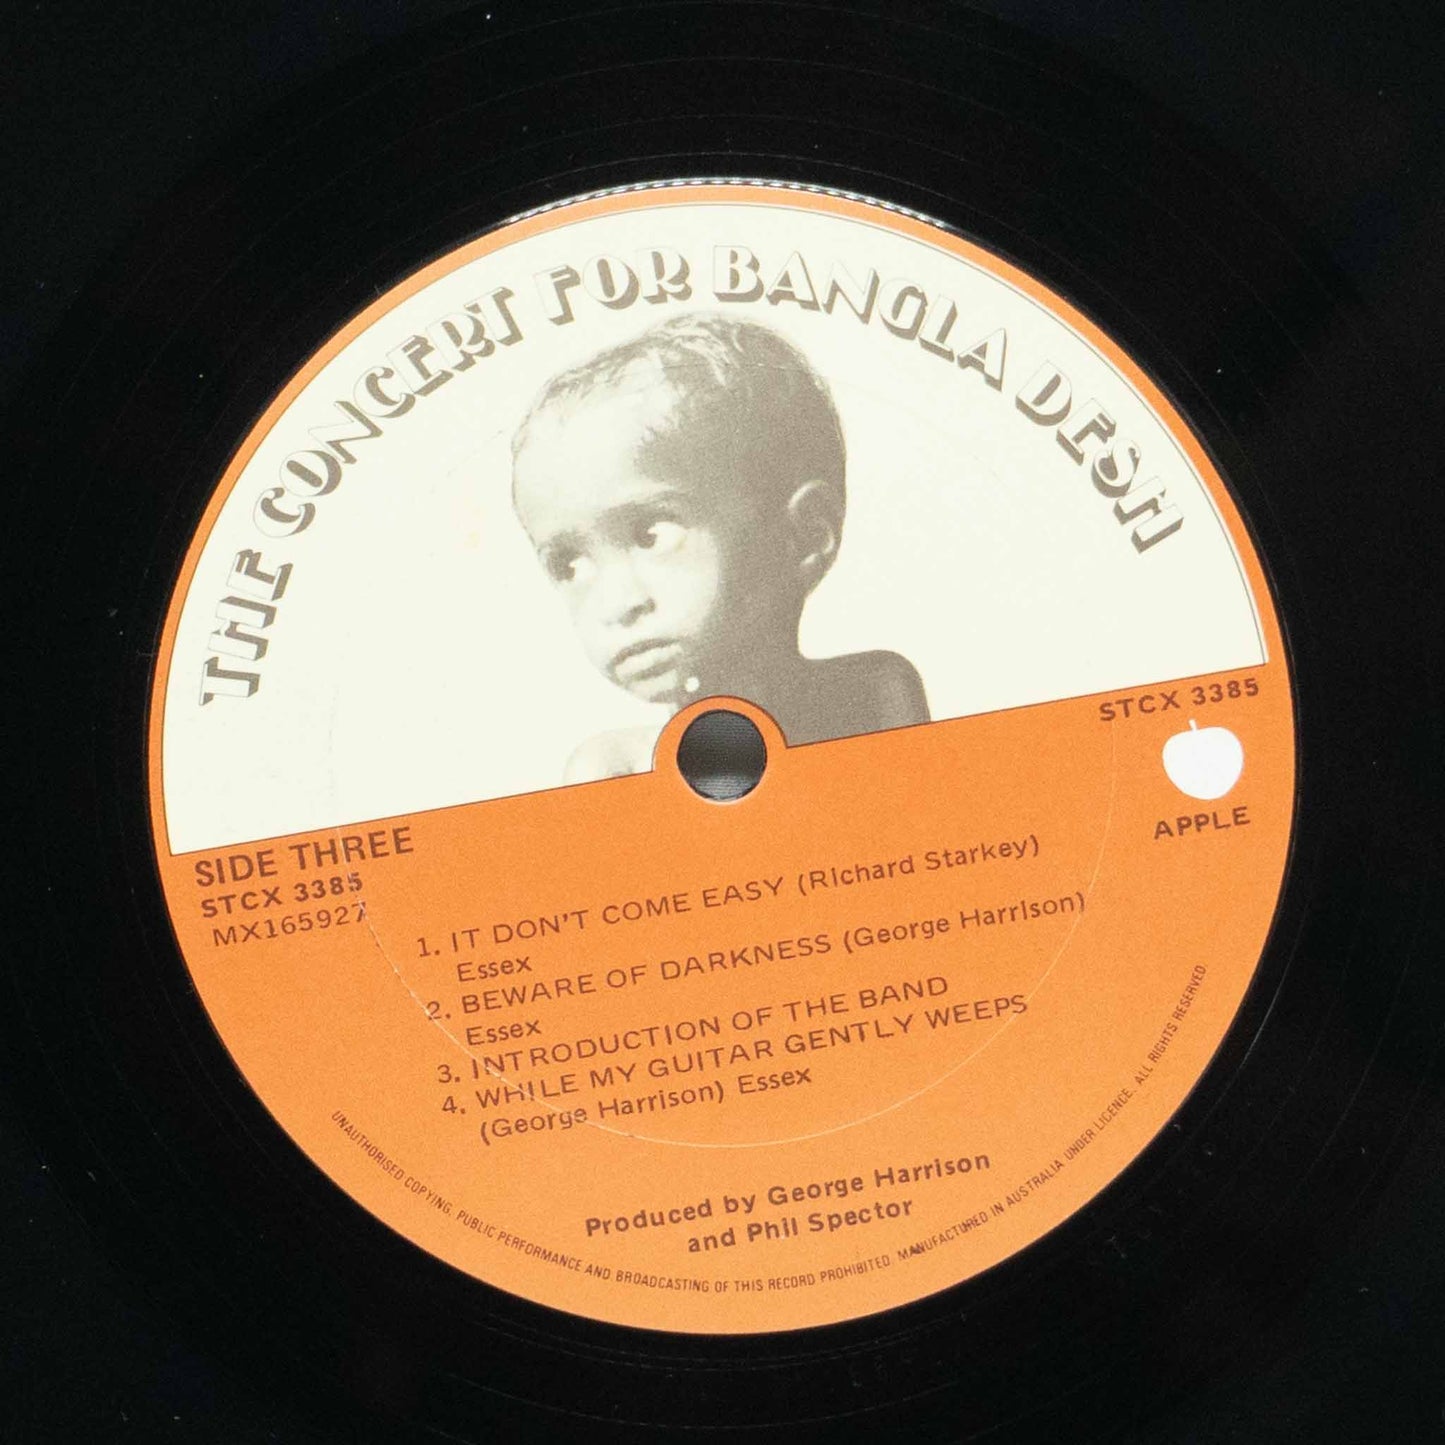 THE CONCERT FOR BANGLA DESH
STCX 3385
APPLE
SIDE THREE
STCX 3385
MX165927
1. IT DON'T COME EASY (Richard Starkey)
Essex
2. BEWARE OF DARKNESS (George Harrison)
Essex
3. INTRODUCTION OF THE BAND
4. WHILE MY GUITAR GENTLY WEEPS
(George Harrison) Essex
Produced by George Harrison
and Phil Spector
UNAUTHORISED COPYING, PUBLIC PERFORMANCE AND BROADCASTING OF THIS RECORD PROHIBITED. MANUFACTURED IN AUSTRALIA UNDER LICENCE. ALL RIGHTS RESERVED.